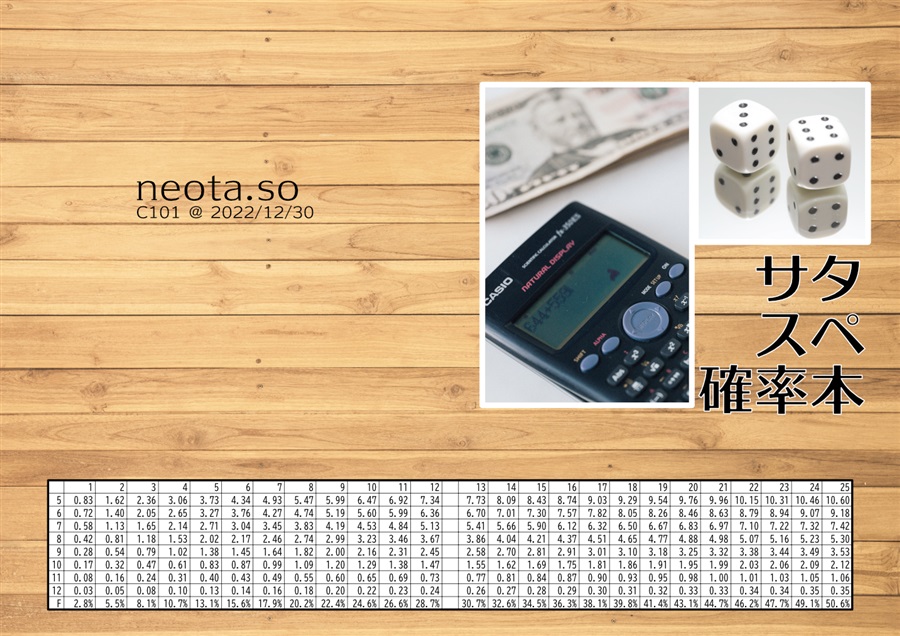 neota.so
C101 @ 2022/12/30
CASIO
NATURAL DISPLAY
SHIFT
ALPHA
MODE SETUP
ON
サタ
スペ
確率本
1 2 3 4 5 6 7 8 9 10 11 12 13 14 15 16 17 18 19 20 21 22 23 24 25
5 0.83 1.62 2.36 3.06 3.73 4.34 4.93 5.47 5.99 6.47 6.92 7.34 7.73 8.09 8.43 8.74 9.03 9.29 9.54 9.76 9.96 10.15 10.31 10.46 10.60
6 0.72 1.40 2.05 2.65 3.27 3.76 4.27 4.74 5.19 5.60 5.99 6.36 6.70 7.01 7.30 7.57 7.82 8.05 8.26 8.46 8.63 8.79 8.94 9.07 9.18
7 0.58 1.13 1.65 2.14 2.71 3.04 3.45 3.83 4.19 4.53 4.84 5.13 5.41 5.66 5.90 6.12 6.32 6.50 6.67 6.83 6.97 7.10 7.22 7.32 7.42
8 0.42 0.81 1.18 1.53 2.02 2.17 2.46 2.74 2.99 3.23 3.46 3.67 3.86 4.04 4.21 4.37 4.51 4.65 4.77 4.88 4.98 5.07 5.16 5.23 5.30
9 0.28 0.54 0.79 1.02 1.38 1.45 1.64 1.82 2.00 2.16 2.31 2.45 2.58 2.70 2.81 2.91 3.01 3.10 3.18 3.25 3.32 3.38 3.44 3.49 3.53
10 0.17 0.32 0.47 0.61 0.83 0.87 0.99 1.09 1.20 1.29 1.38 1.47 1.55 1.62 1.69 1.75 1.81 1.86 1.91 1.95 1.99 2.03 2.06 2.09 2.12
11 0.08 0.16 0.24 0.31 0.40 0.43 0.49 0.55 0.60 0.65 0.69 0.73 0.77 0.81 0.84 0.87 0.90 0.93 0.95 0.98 1.00 1.01 1.03 1.05 1.06
12 0.03 0.05 0.08 0.10 0.13 0.14 0.16 0.18 0.20 0.22 0.23 0.24 0.26 0.27 0.28 0.29 0.30 0.31 0.32 0.33 0.33 0.34 0.34 0.35 0.35
F 2.8% 5.5% 8.1% 10.7% 13.1% 15.6% 17.9% 20.2% 22.4% 24.6% 26.6% 28.7% 30.7% 32.6% 34.5% 36.3% 38.1% 39.8% 41.4% 43.1% 44.7% 46.2% 47.7% 49.1% 50.6%